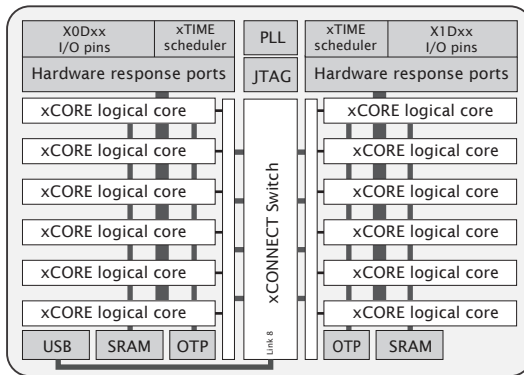 X0Dxx
I/O pins
xTIME
scheduler
PLL
xTIME
scheduler
X1Dxx
I/O pins
Hardware response ports
JTAG
Hardware response ports
xCORE logical core
xCORE logical core
xCORE logical core
xCORE logical core
xCORE logical core
xCORE logical core
xCONNECT Switch
Link 8
xCORE logical core
xCORE logical core
xCORE logical core
xCORE logical core
xCORE logical core
xCORE logical core
USB
SRAM
OTP
OTP
SRAM